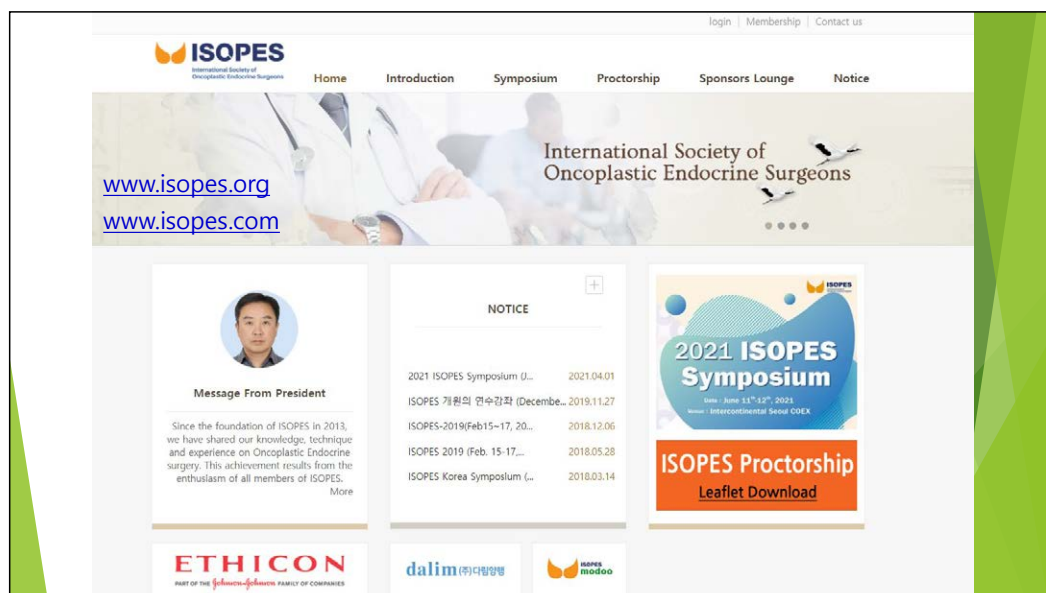 login | Membership | Contact us
ISOPES
International Society of
Oncoplastic Endocrine Surgeons
Home Introduction Symposium Proctorship Sponsors Lounge Notice
International Society of
Oncoplastic Endocrine Surgeons
www.isopes.org
www.isopes.com
Message From President
Since the foundation of ISOPES in 2013,
we have shared our knowledge, technique
and experience on Oncoplastic Endocrine
surgery. This achievement results from the
enthusiasm of all members of ISOPES.
More
NOTICE
2021 ISOPES Symposium (J... 2021.04.01
ISOPES 개원의 연수강좌 (Decembe... 2019.11.27
ISOPES-2019(Feb15~17, 20... 2018.12.06
ISOPES 2019 (Feb. 15-17,... 2018.05.28
ISOPES Korea Symposium (... 2018.03.14
ISOPES
2021 ISOPES
Symposium
Date : June 11th-12th, 2021
Venue : Intercontinental Seoul COEX
ISOPES Proctorship
Leaflet Download
ETHICON
PART OF THE Johnson-Johnson FAMILY OF COMPANIES
dalim (주)다림양행
ISOPES
modoo